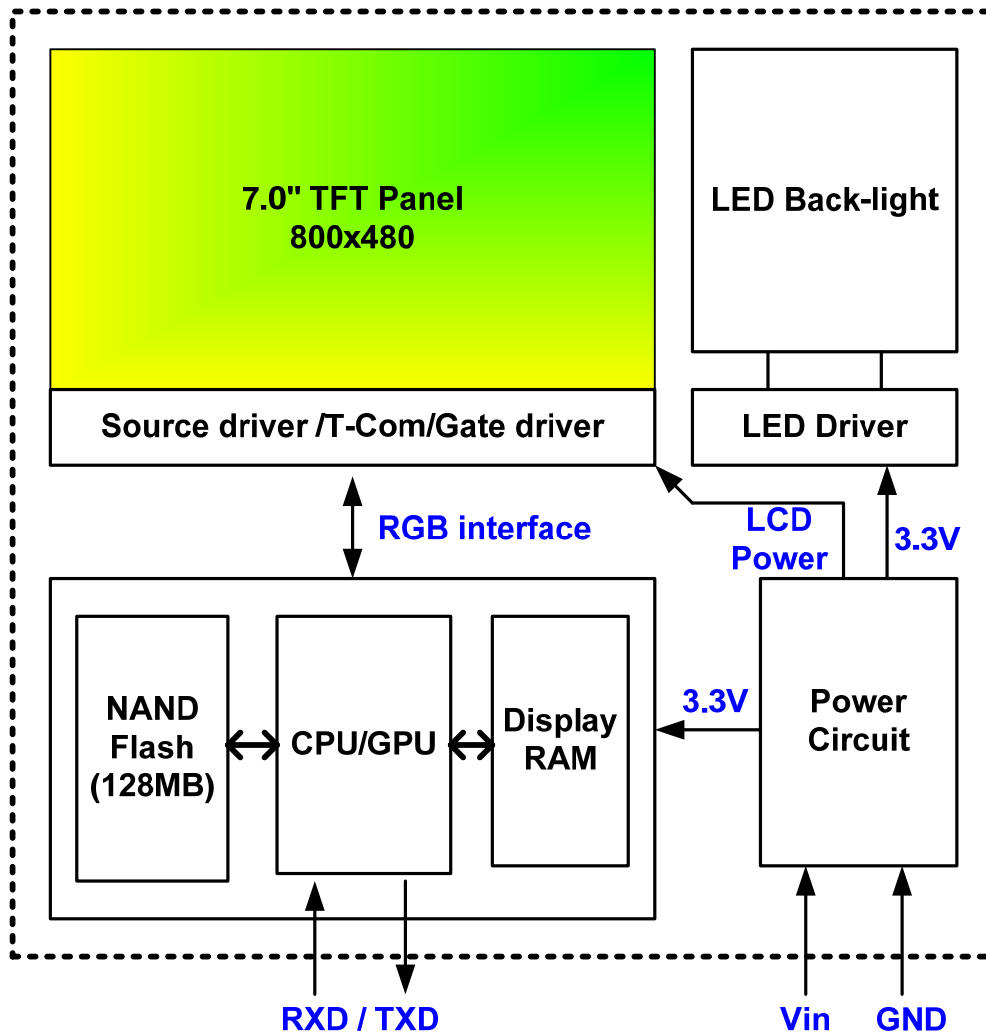 7.0" TFT Panel
800x480
LED Back-light
Source driver /T-Com/Gate driver
LED Driver
RGB interface
LCD
Power
3.3V
NAND
Flash
(128MB)
CPU/GPU
Display
RAM
3.3V
Power
Circuit
RXD / TXD
Vin
GND